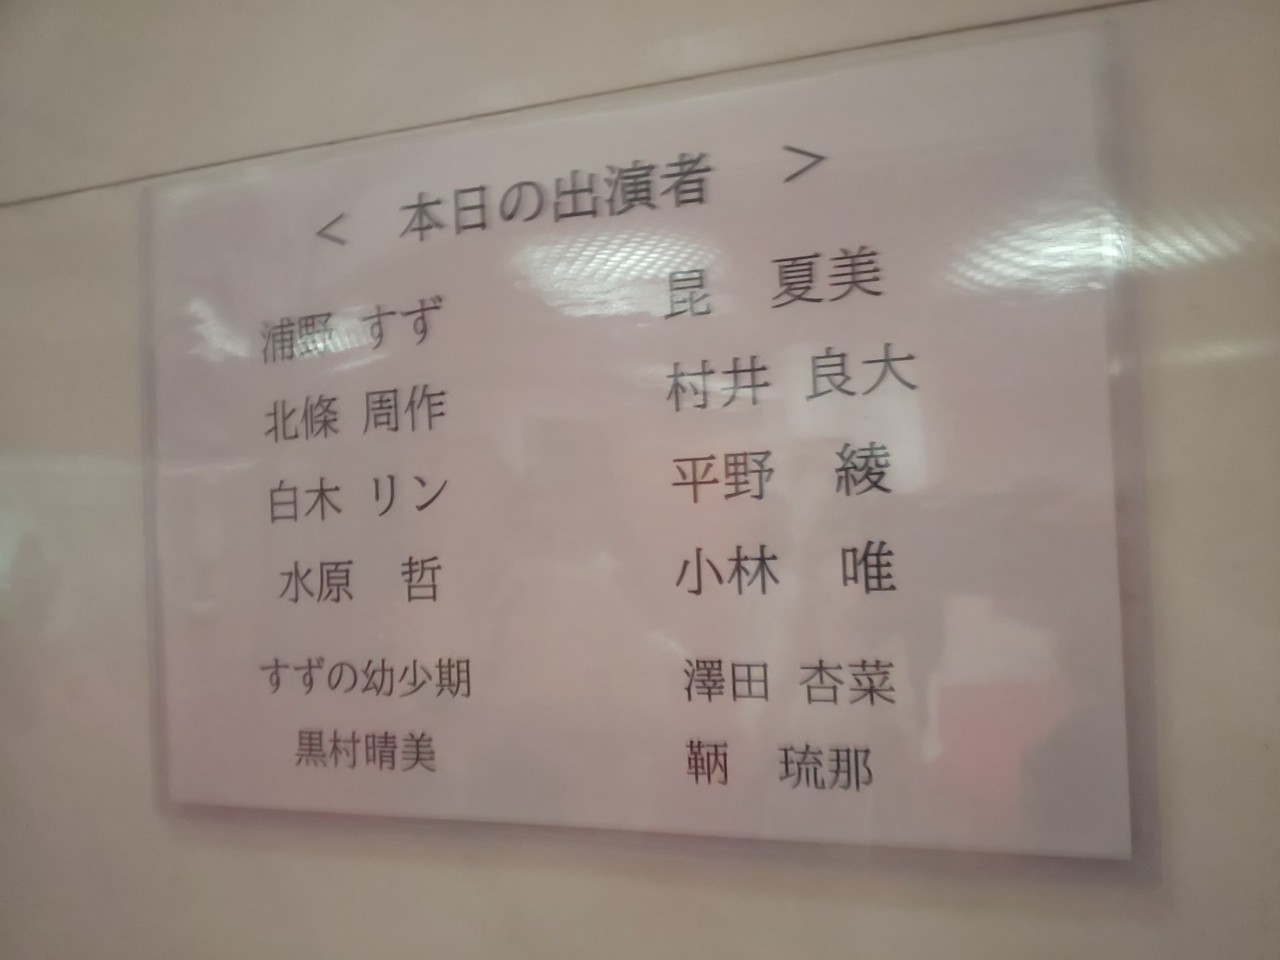 ＜ 本日の出演者 ＞
浦野 すず 昆 夏美
北條 周作 村井 良大
白木 リン 平野 綾
水原 哲 小林 唯
すずの幼少期 澤田 杏菜
黒村晴美 鞆 琉那